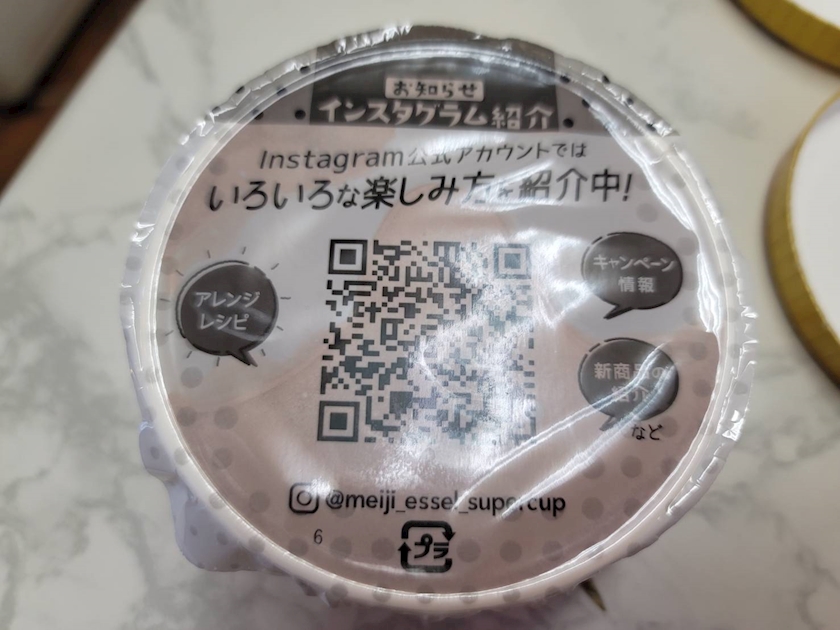 お知らせ
インスタグラム紹介
Instagram公式アカウントでは
いろいろな楽しみ方を紹介中!
アレンジ
レシピ
キャンペーン
情報
新商品の
紹介
など
@meiji_essel_supercup
6
プラ